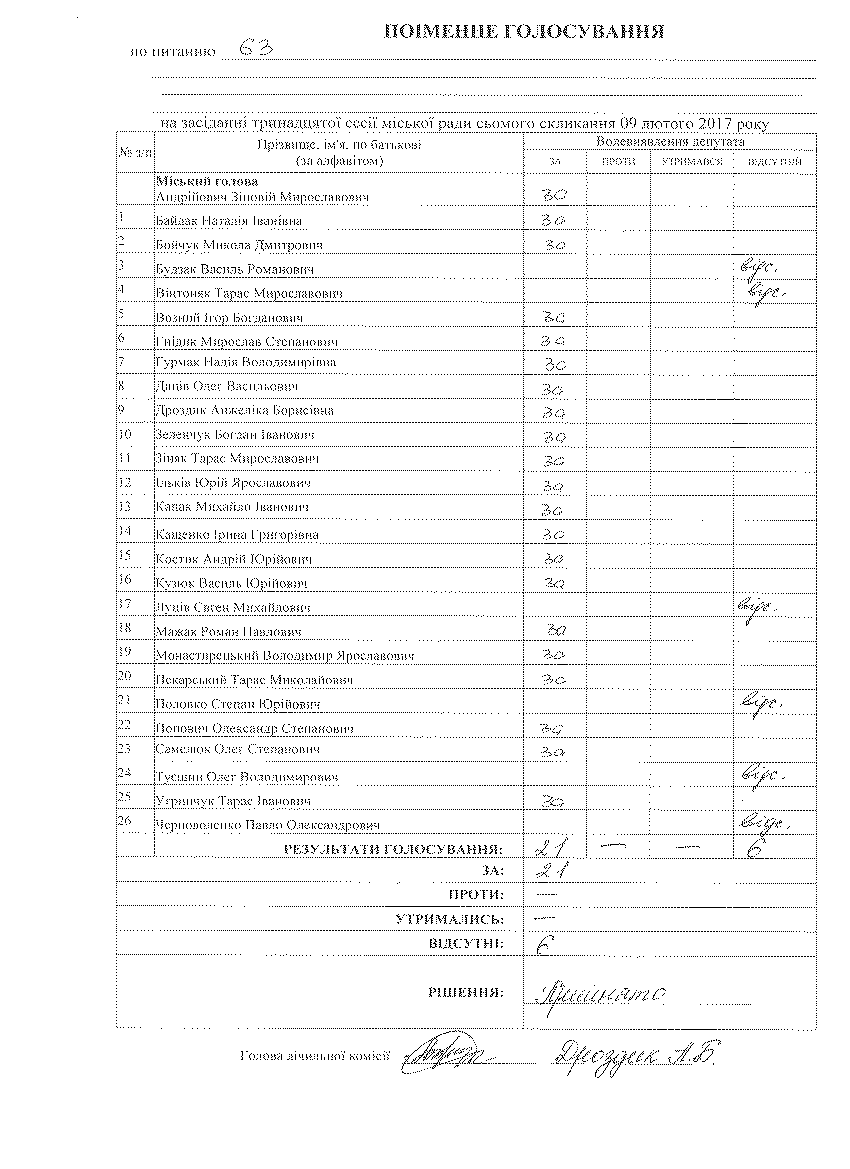 ПОІМЕННЕ ГОЛОСУВАННЯ
по питанню 63
на засіданні тринадцятої сесії міської ради сьомого скликання 09 лютого 2017 року
№ з/п Прізвище, ім'я, по батькові (за алфавітом) Волевиявлення депутата
ЗА ПРОТИ УТРИМАВСЯ ВІДСУТНІЙ
Міський голова
Андрійович Зіновій Мирославович за
1 Байдак Наталія Іванівна за
2 Бойчук Микола Дмитрович за
3 Будзак Василь Романович відс.
4 Віятоняк Тарас Мирославович відс.
5 Возний Ігор Богданович за
6 Гнідик Мирослав Степанович за
7 Гурмак Надія Володимирівна за
8 Даців Олег Васильович за
9 Дроздик Анжеліка Борисівна за
10 Зеленчук Богдан Іванович за
11 Зіняк Тарас Мирославович за
12 Ільків Юрій Ярославович за
13 Капак Михайло Іванович за
14 Кащенко Ірина Григорівна за
15 Костюк Андрій Юрійович за
16 Кузюк Василь Юрійович за
17 Луців Євген Михайлович відс.
18 Мажак Роман Павлович за
19 Монастирецький Володимир Ярославович за
20 Пекарський Тарас Миколайович за
21 Половко Степан Юрійович відс.
22 Попович Олександр Степанович за
23 Самелюк Олег Степанович за
24 Олег Володимирович відс.
25 Угринчук Тарас Іванович за
26 Черноволенко Павло Олександрович відс.
РЕЗУЛЬТАТИ ГОЛОСУВАННЯ: 21 — — 6
ЗА: 21
ПРОТИ: —
УТРИМАЛИСЬ: —
ВІДСУТНІ: 6
РІШЕННЯ: Прийнято
Голова лічильної комісії Дроздик А.Б.